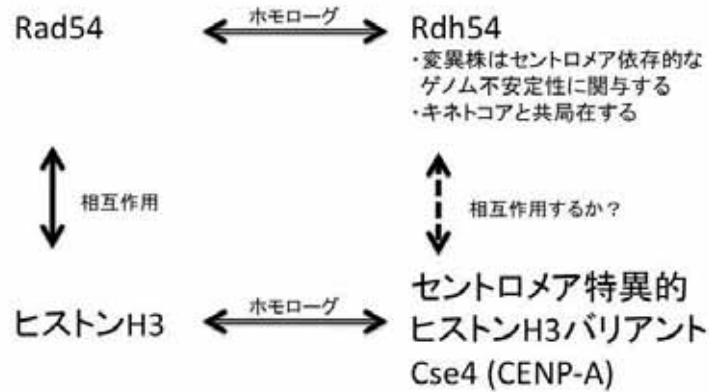 Rad54
ホモローグ
Rdh54
・変異株はセントロメア依存的な
ゲノム不安定性に関与する
・キネトコアと共局在する
相互作用
相互作用するか？
ヒストンH3
ホモローグ
セントロメア特異的
ヒストンH3バリアント
Cse4 (CENP-A)